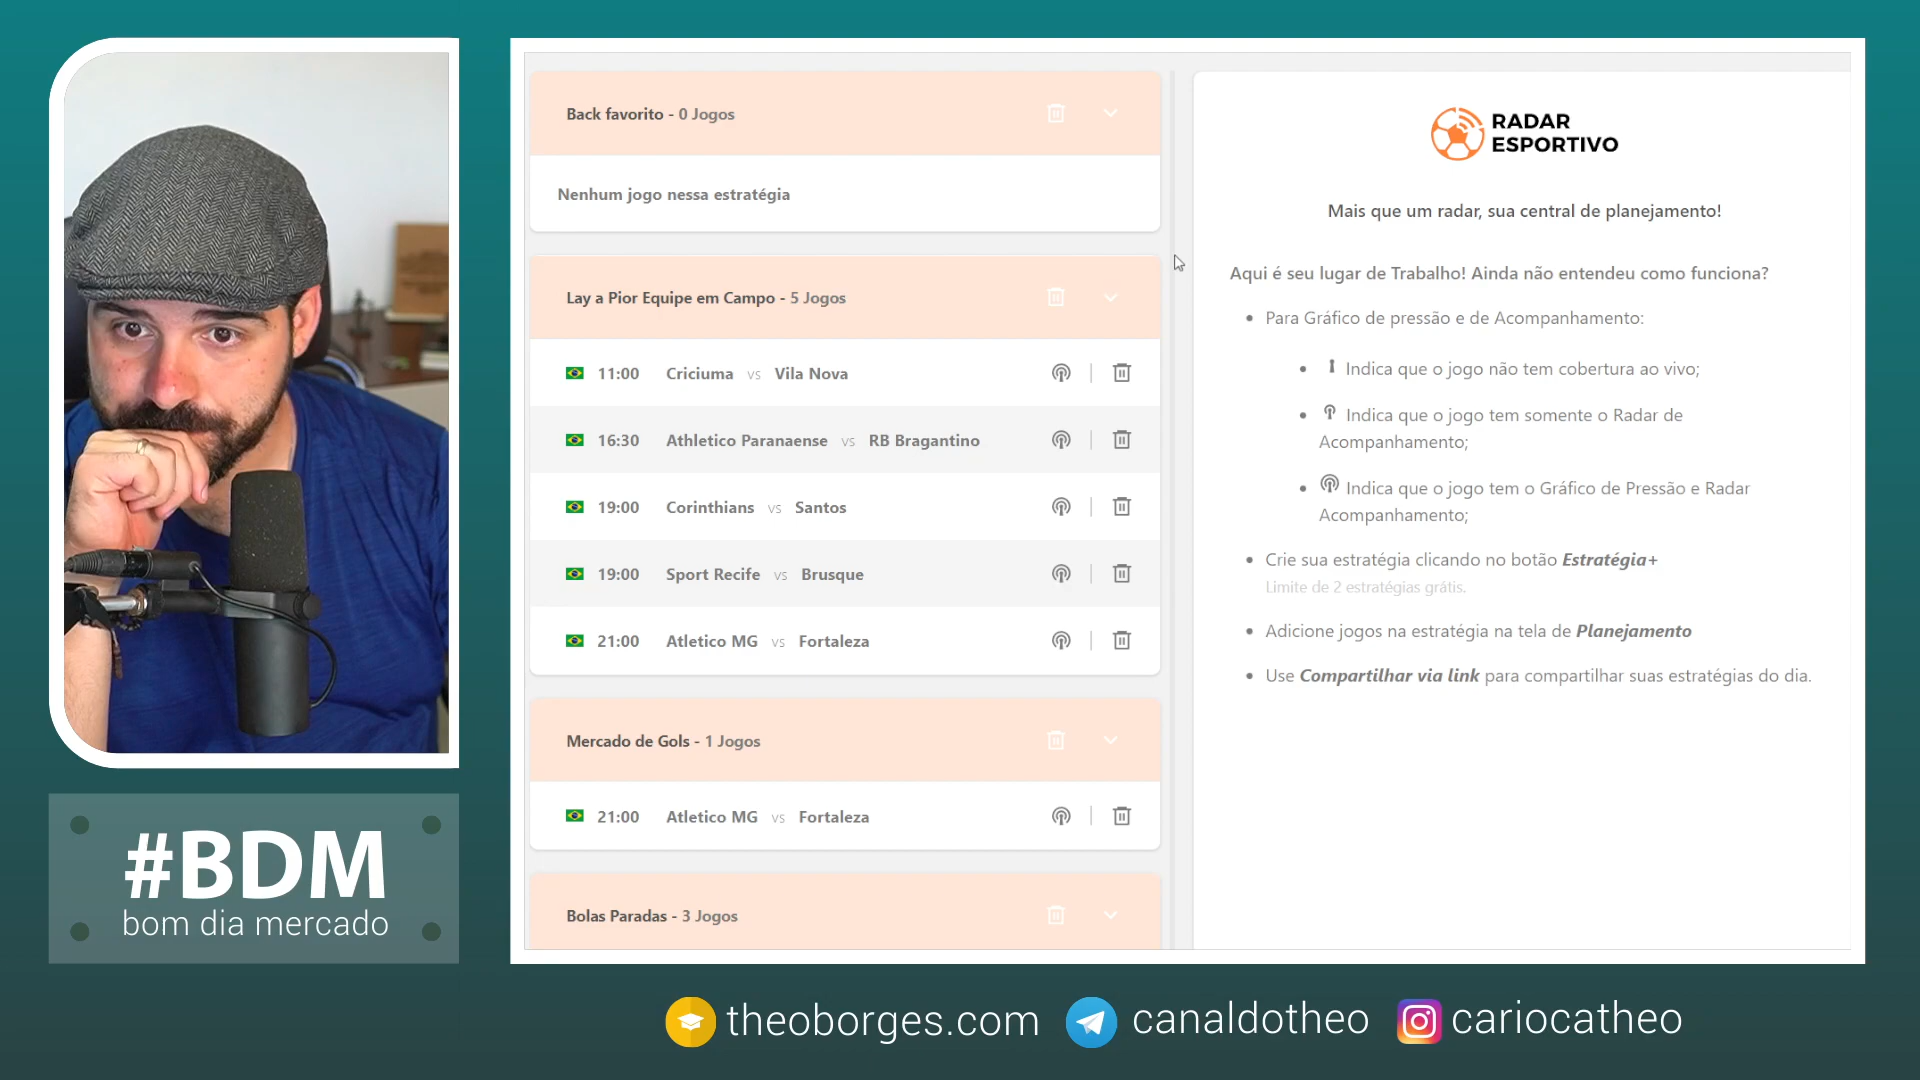 Back favorito - 0 Jogos
Nenhum jogo nessa estratégia
Lay a Pior Equipe em Campo - 5 Jogos
11:00 Criciuma vs Vila Nova
16:30 Athletico Paranaense vs RB Bragantino
19:00 Corinthians vs Santos
19:00 Sport Recife vs Brusque
21:00 Atletico MG vs Fortaleza
Mercado de Gols - 1 Jogos
21:00 Atletico MG vs Fortaleza
Bolas Paradas - 3 Jogos
RADAR
ESPORTIVO
Mais que um radar, sua central de planejamento!
Aqui é seu lugar de Trabalho! Ainda não entendeu como funciona?
Para Gráfico de pressão e de Acompanhamento:
Indica que o jogo não tem cobertura ao vivo;
Indica que o jogo tem somente o Radar de
Acompanhamento;
Indica que o jogo tem o Gráfico de Pressão e Radar
Acompanhamento;
Crie sua estratégia clicando no botão Estratégia+
Limite de 2 estratégias grátis.
Adicione jogos na estratégia na tela de Planejamento
Use Compartilhar via link para compartilhar suas estratégias do dia.
#BDM
bom dia mercado
theoborges.com canaldotheo cariocatheo